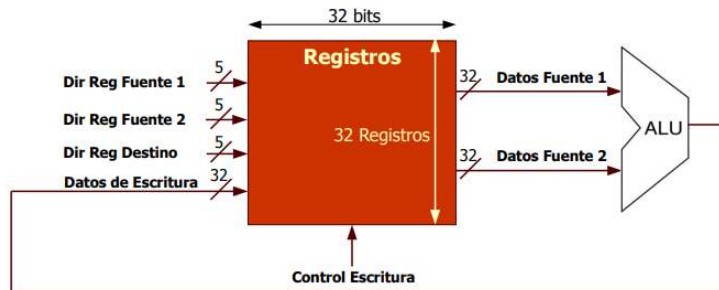 32 bits
Registros
5
Dir Reg Fuente 1
5
Dir Reg Fuente 2
5
Dir Reg Destino
32
Datos de Escritura
32 Registros
32
Datos Fuente 1
32
Datos Fuente 2
ALU
Control Escritura